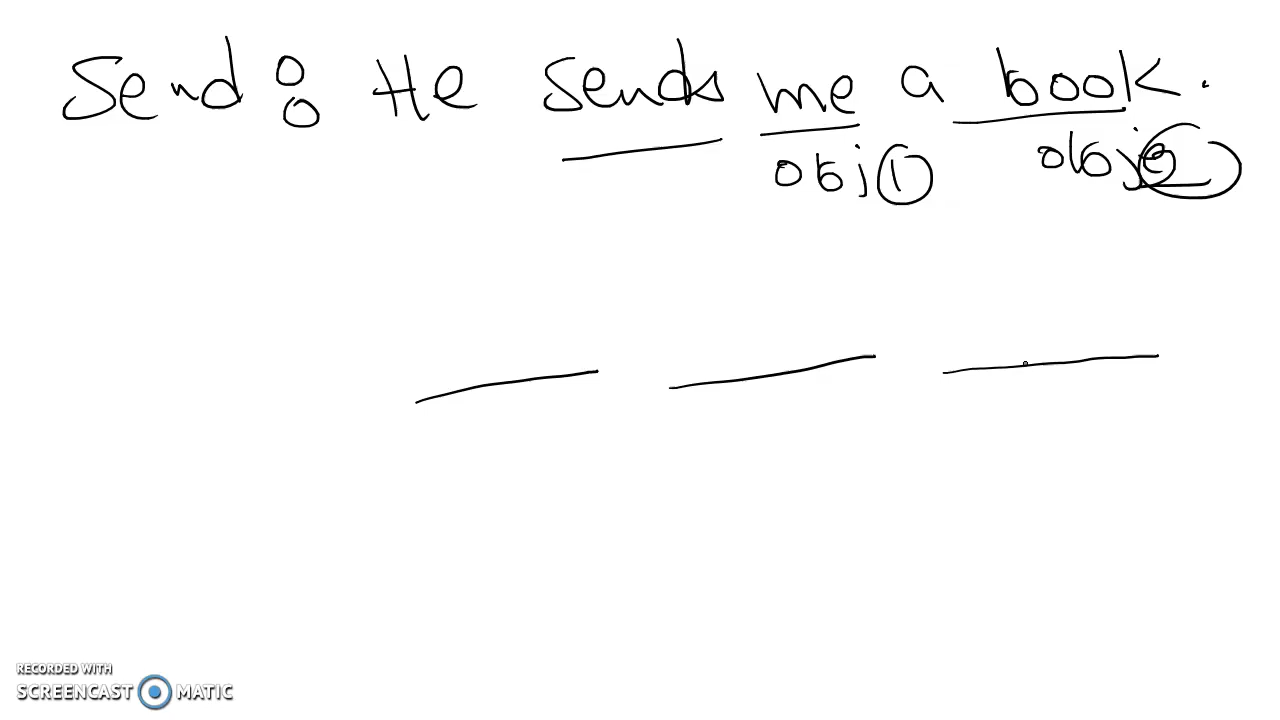 Send: He sends me a book.
obj 1 obj 2
RECORDED WITH
SCREENCAST MATIC